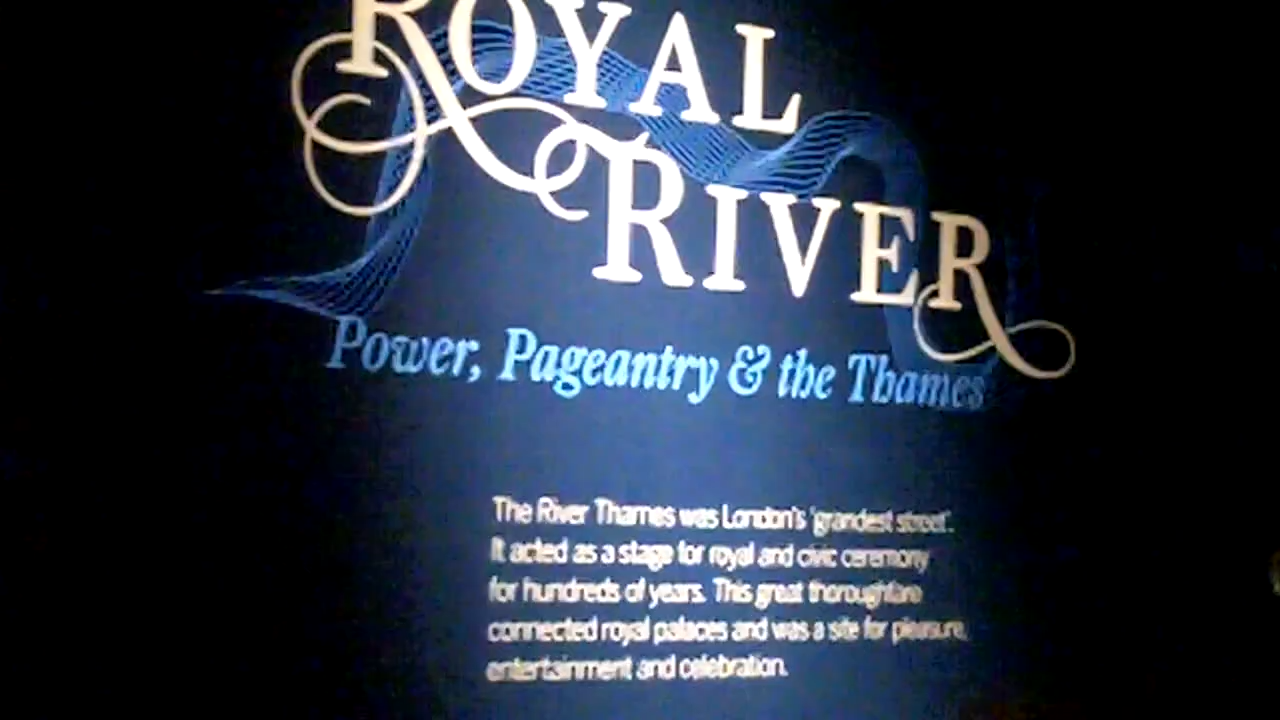 ROYAL
RIVER
Power, Pageantry & the Thames
The River Thames was London's 'grandest street'.
It acted as a stage for royal and civic ceremony
for hundreds of years. This great thoroughfare
connected royal palaces and was a site for pleasure,
entertainment and celebration.